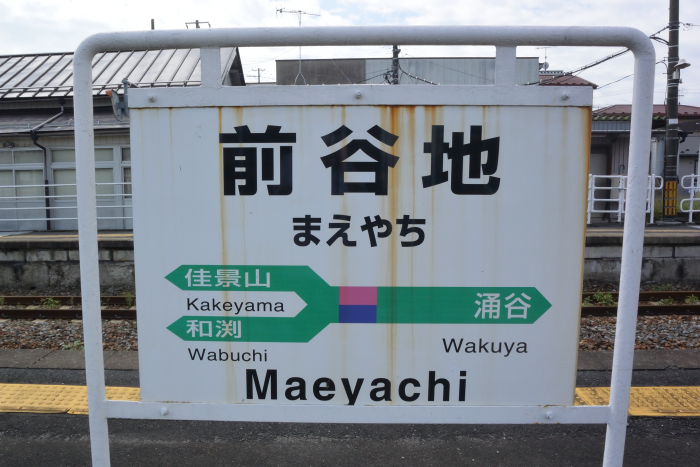 前谷地
まえやち
佳景山
Kakeyama
和渕
Wabuchi
涌谷
Wakuya
Maeyachi